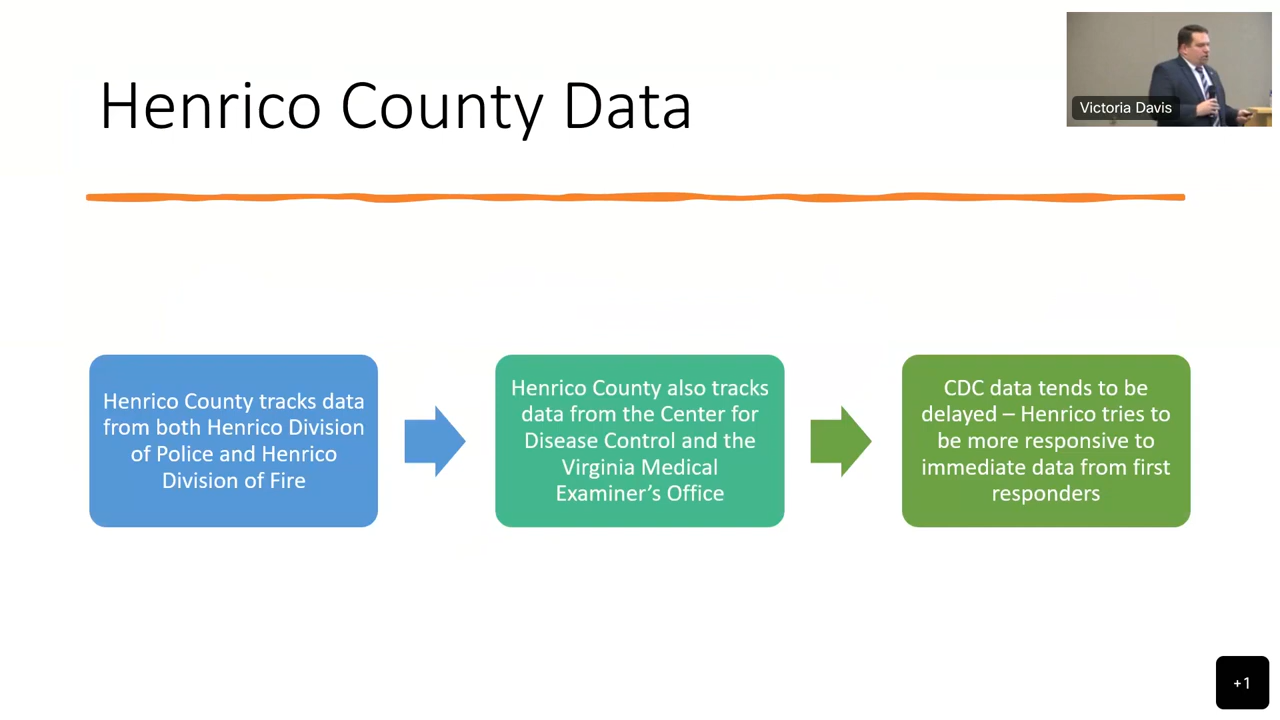 Henrico County Data
Victoria Davis
Henrico County tracks data
from both Henrico Division
of Police and Henrico
Division of Fire
Henrico County also tracks
data from the Center for
Disease Control and the
Virginia Medical
Examiner’s Office
CDC data tends to be
delayed – Henrico tries to
be more responsive to
immediate data from first
responders
+1